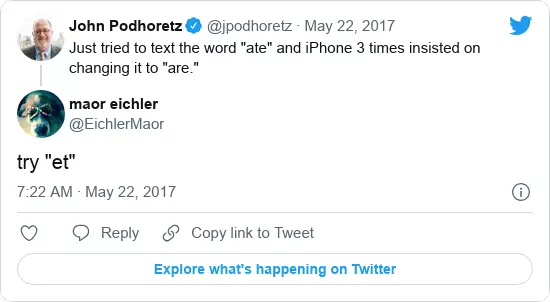 John Podhoretz @jpodhoretz · May 22, 2017
Just tried to text the word "ate" and iPhone 3 times insisted on
changing it to "are."
maor eichler
@EichlerMaor
try "et"
7:22 AM · May 22, 2017
Reply Copy link to Tweet
Explore what's happening on Twitter